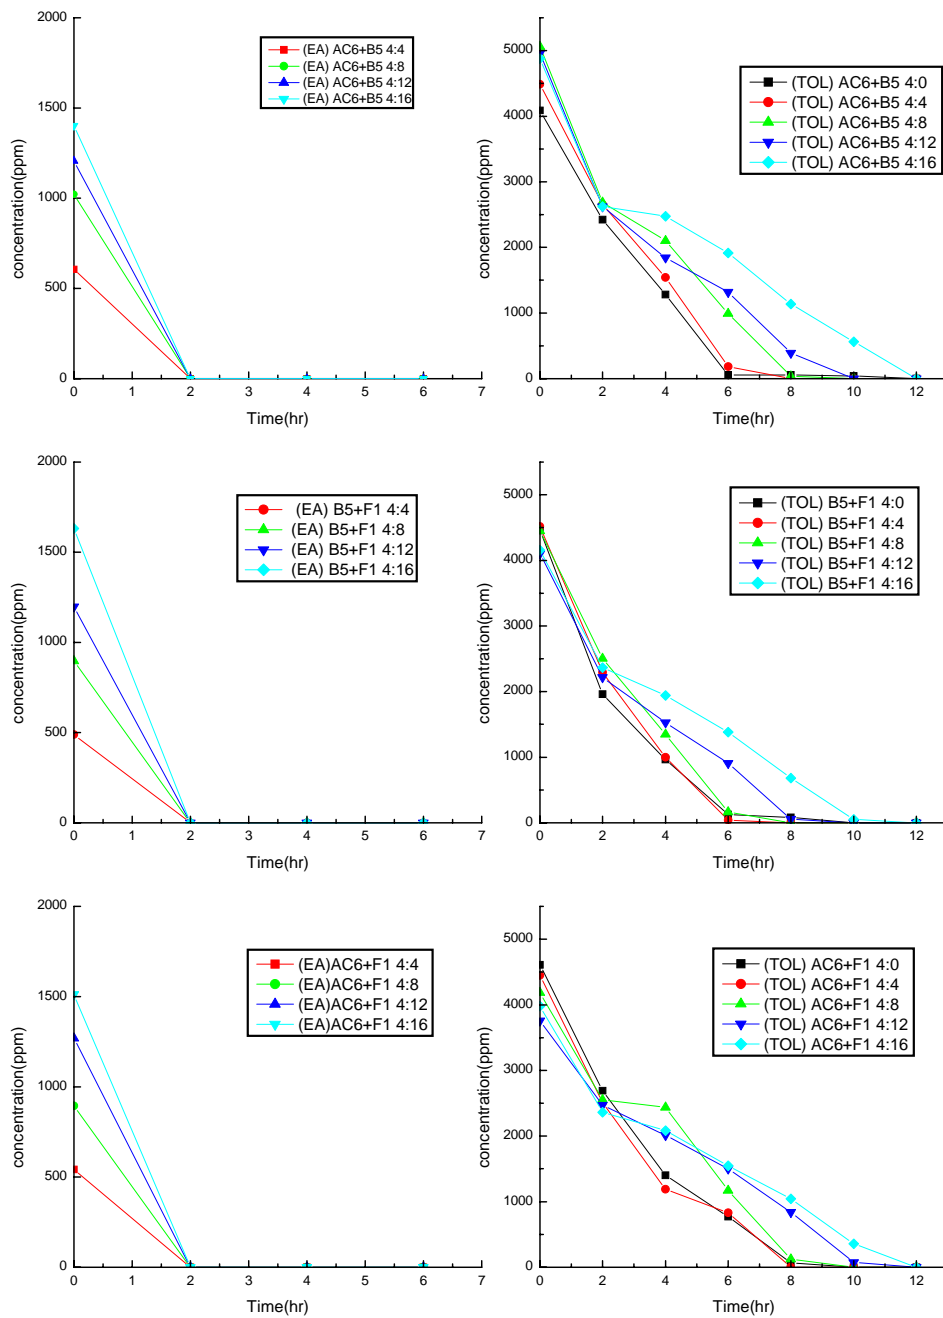 2000
1500
1000
500
0
concentration(ppm)
0 1 2 3 4 5 6 7
Time(hr)
(EA) AC6+B5 4:4
(EA) AC6+B5 4:8
(EA) AC6+B5 4:12
(EA) AC6+B5 4:16
5000
4000
3000
2000
1000
0
concentration(ppm)
0 2 4 6 8 10 12
Time(hr)
(TOL) AC6+B5 4:0
(TOL) AC6+B5 4:4
(TOL) AC6+B5 4:8
(TOL) AC6+B5 4:12
(TOL) AC6+B5 4:16
2000
1500
1000
500
0
concentration(ppm)
0 1 2 3 4 5 6 7
Time(hr)
(EA) B5+F1 4:4
(EA) B5+F1 4:8
(EA) B5+F1 4:12
(EA) B5+F1 4:16
5000
4000
3000
2000
1000
0
concentration(ppm)
0 2 4 6 8 10 12
Time(hr)
(TOL) B5+F1 4:0
(TOL) B5+F1 4:4
(TOL) B5+F1 4:8
(TOL) B5+F1 4:12
(TOL) B5+F1 4:16
2000
1500
1000
500
0
concentration(ppm)
0 1 2 3 4 5 6 7
Time(hr)
(EA)AC6+F1 4:4
(EA)AC6+F1 4:8
(EA)AC6+F1 4:12
(EA)AC6+F1 4:16
5000
4000
3000
2000
1000
0
concentration(ppm)
0 2 4 6 8 10 12
Time(hr)
(TOL) AC6+F1 4:0
(TOL) AC6+F1 4:4
(TOL) AC6+F1 4:8
(TOL) AC6+F1 4:12
(TOL) AC6+F1 4:16